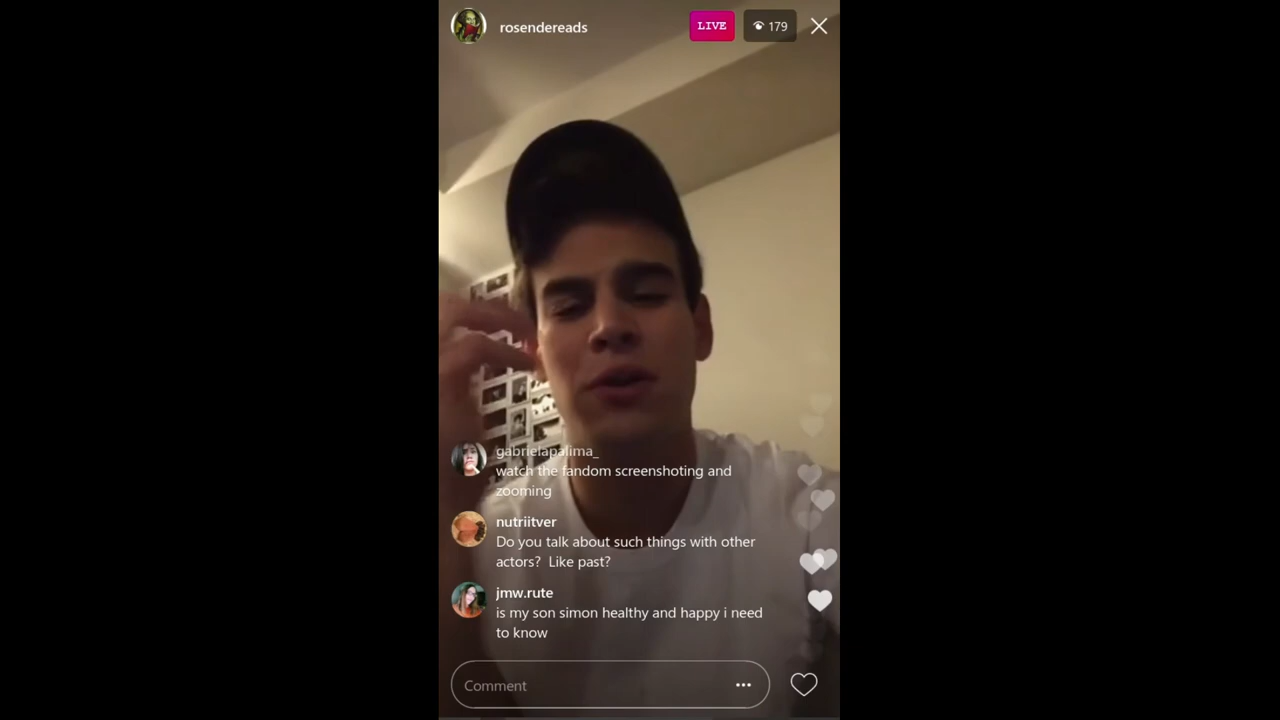 rosendereads
LIVE
179
gabrielapalima_
watch the fandom screenshoting and
zooming
nutriitver
Do you talk about such things with other
actors?  Like past?
jmw.rute
is my son simon healthy and happy i need
to know
Comment